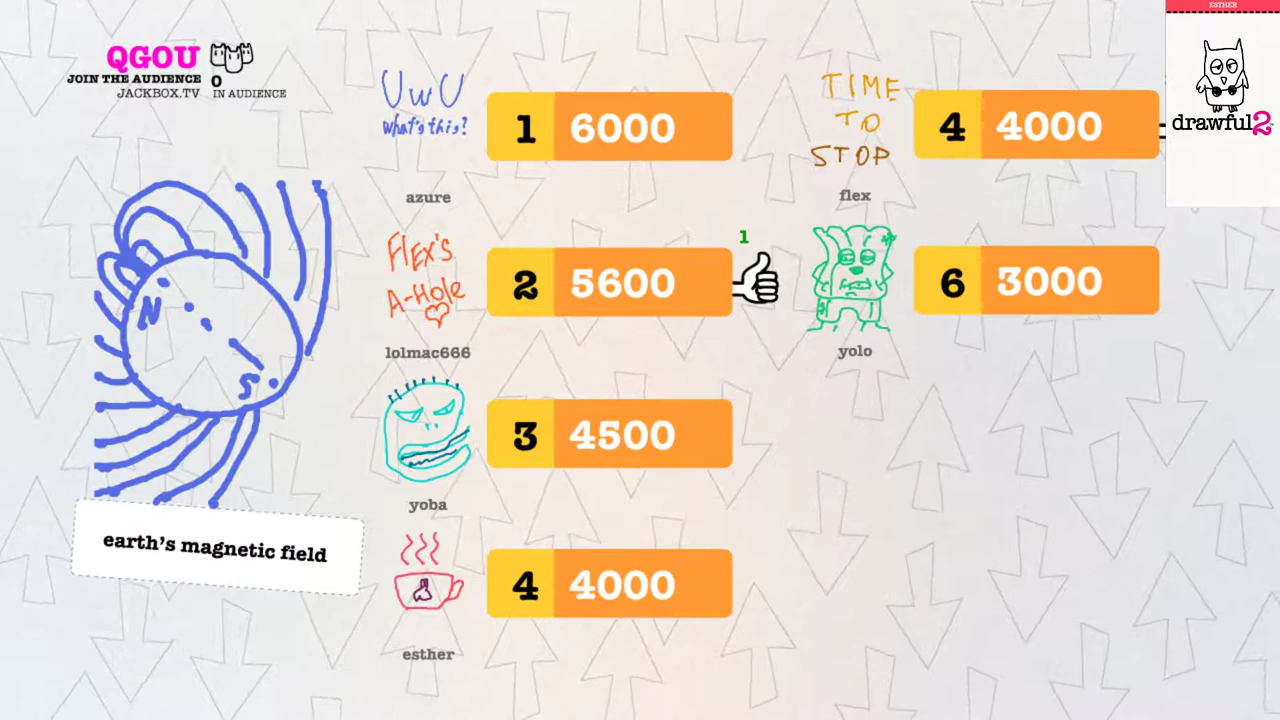 ESTHER
QGOU
JOIN THE AUDIENCE
JACKBOX.TV
0
IN AUDIENCE
drawful2
UwU
what's this?
azure
1 6000
FlEx's
A-Hole
lolmac666
2 5600
1
yoba
3 4500
esther
4 4000
TIME
TO
STOP
flex
4 4000
yolo
6 3000
N
S
earth's magnetic field